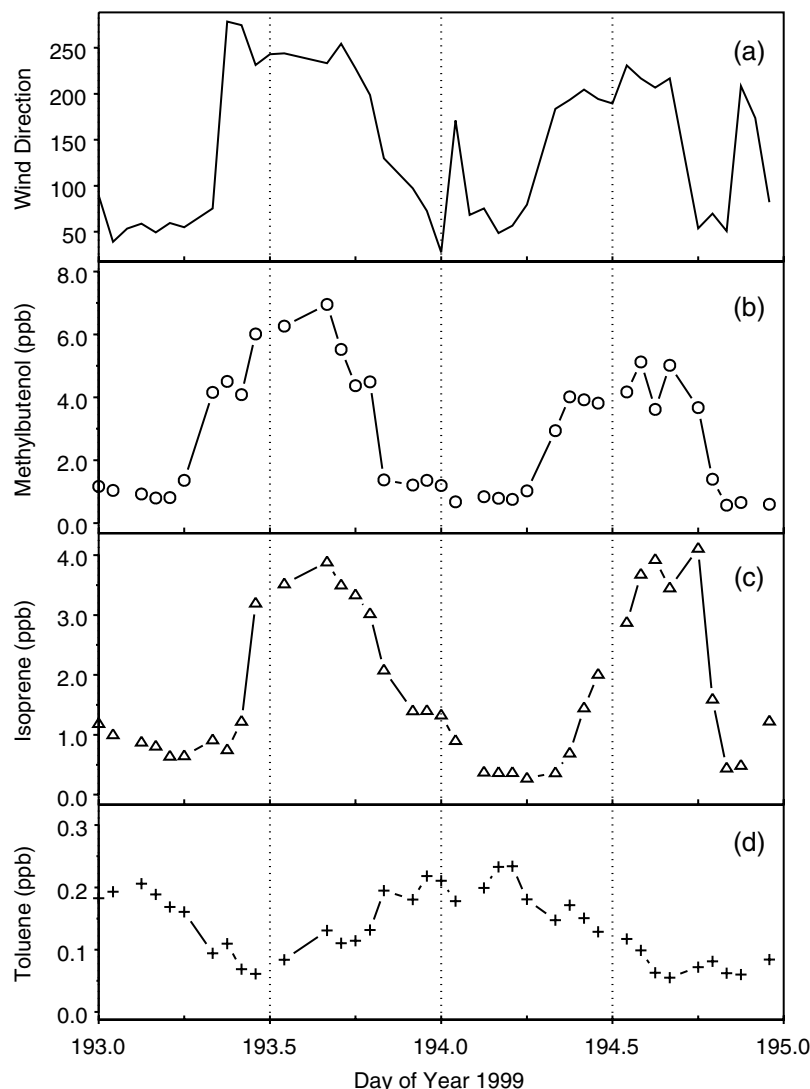 (a)
Wind Direction
250
200
150
100
50
(b)
Methylbutenol (ppb)
8.0
6.0
4.0
2.0
0.0
(c)
Isoprene (ppb)
4.0
3.0
2.0
1.0
0.0
(d)
Toluene (ppb)
0.3
0.2
0.1
0.0
193.0 193.5 194.0 194.5 195.0
Day of Year 1999